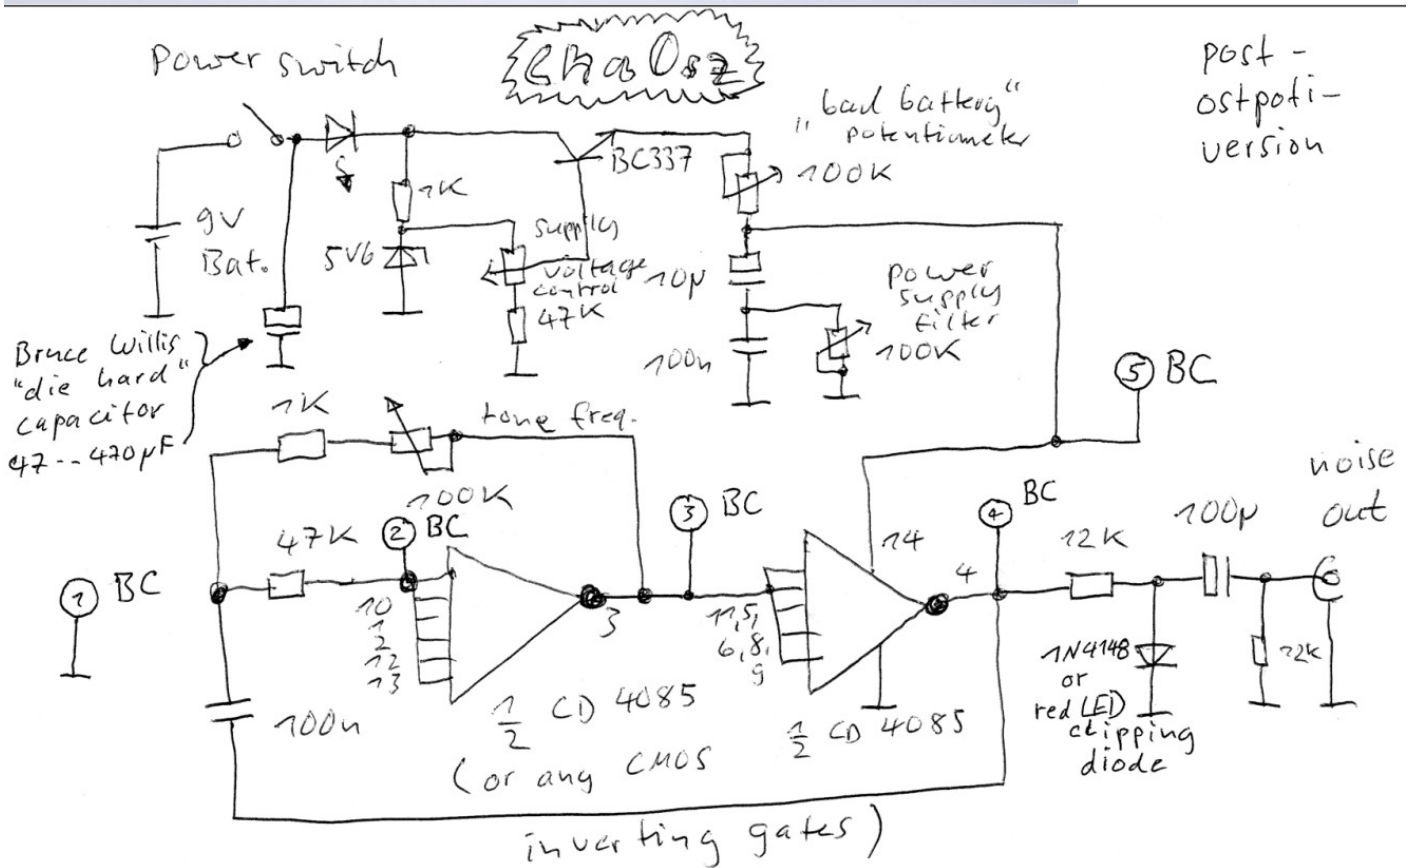 Power switch
ChaOsz
post-
ostpoti-
version
"bad battery"
potentiometer
100K
BC337
1K
9V
Bat.
5V6
supply
voltage
control
47K
10µ
100n
power
supply
filter
100K
Bruce Willis
"die hard"
capacitor
47--470µF
5 BC
1K
tone freq.
100K
noise
out
1 BC
47K
2 BC
3 BC
4 BC
14
12K
100µ
10
1
2
12
13
3
11,5,
6,8,
9
4
1N4148
or
red LED
clipping
diode
22K
100n
1/2 CD 4085
1/2 CD 4085
(or any CMOS
inverting gates)